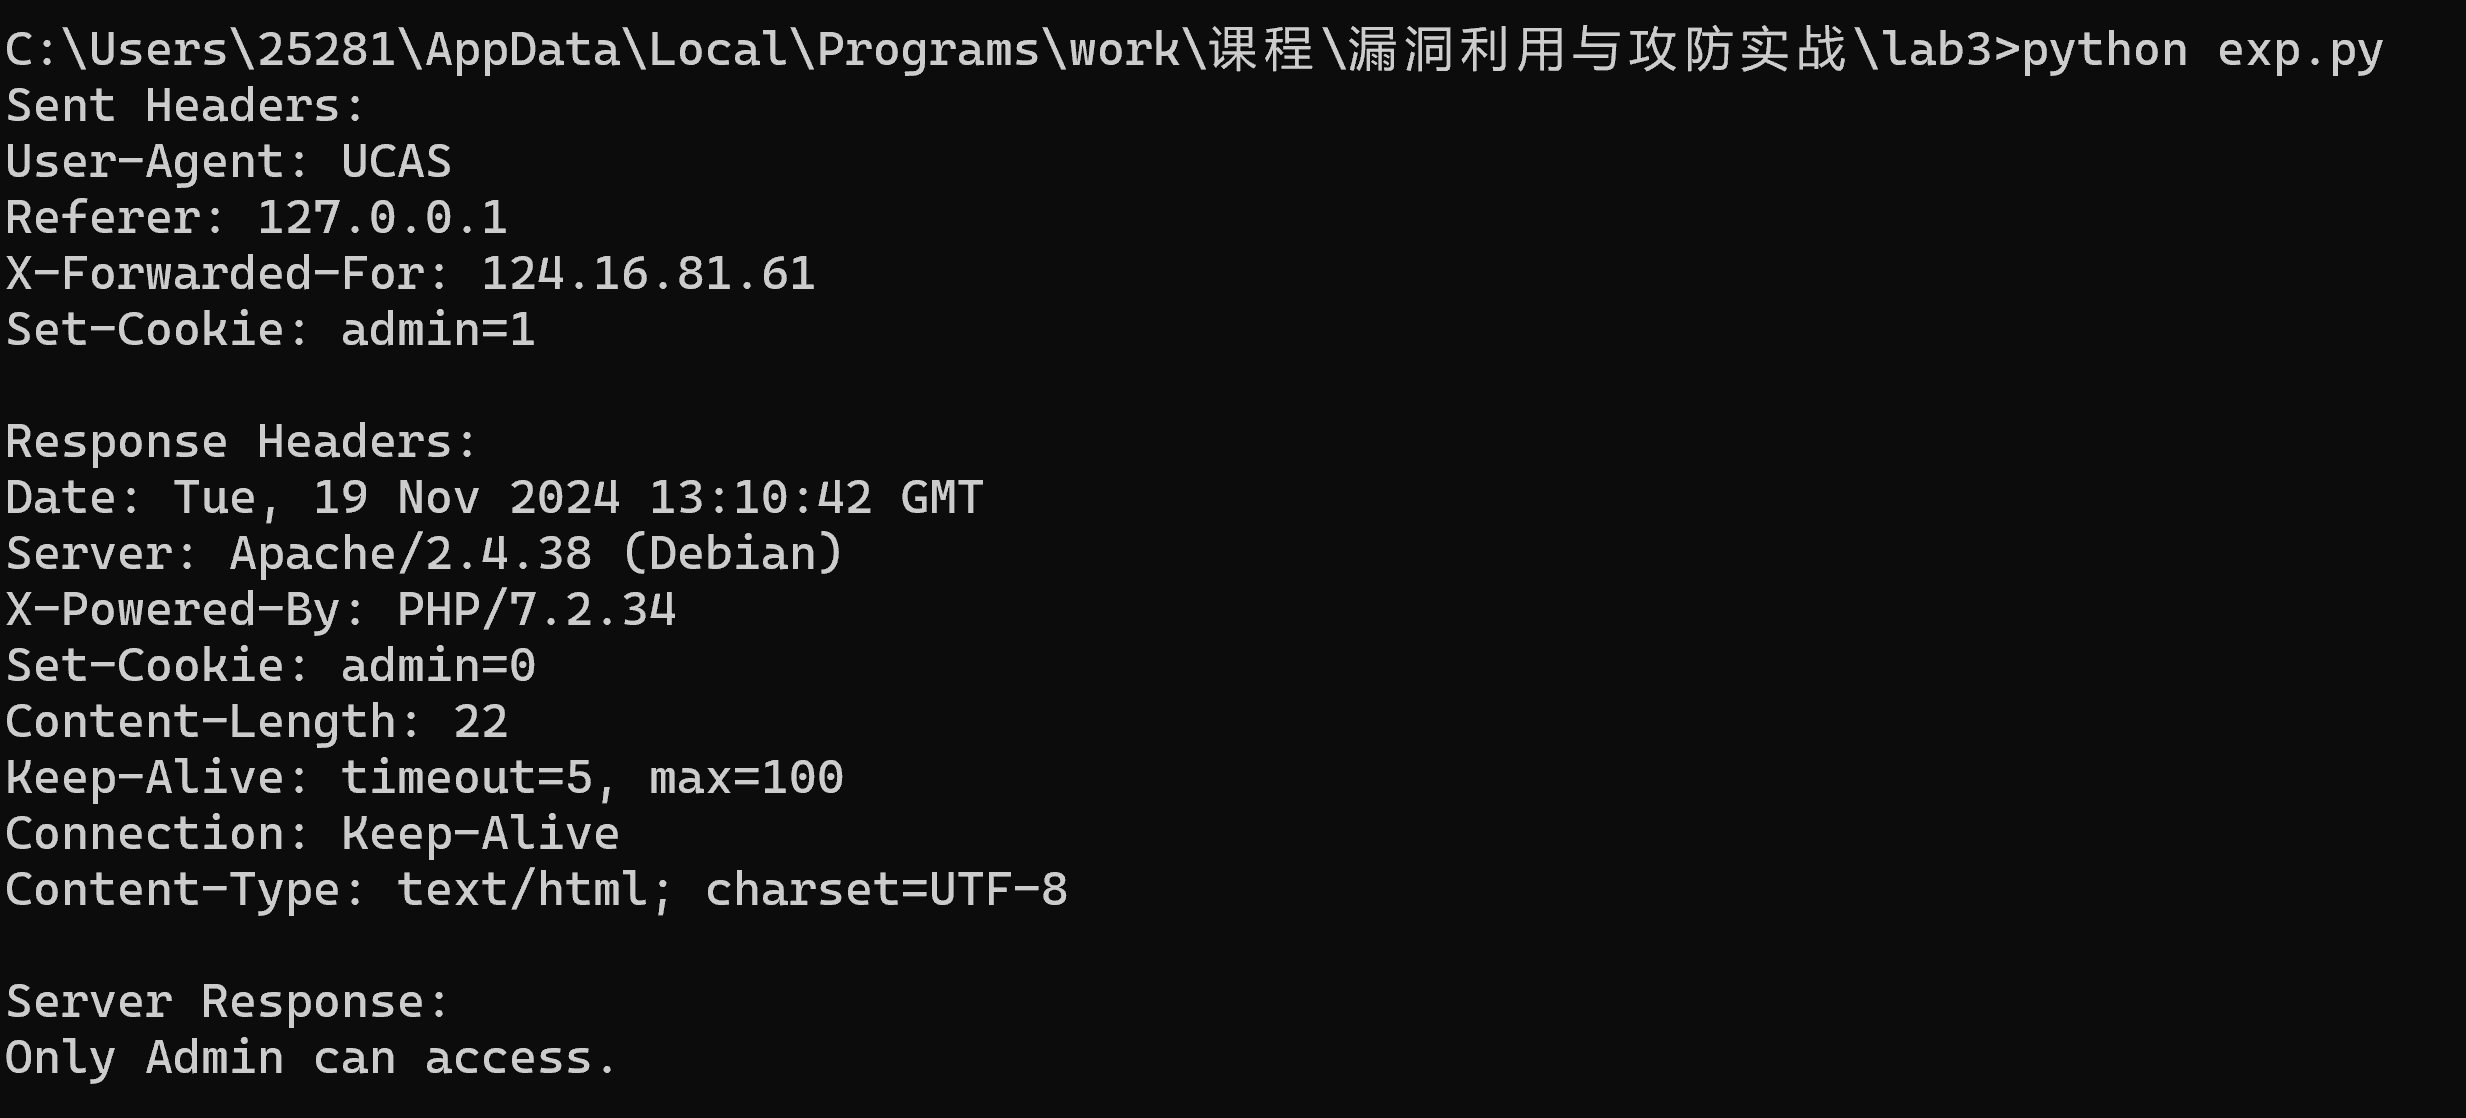 C:\Users\25281\AppData\Local\Programs\work\课程\漏洞利用与攻防实战\lab3>python exp.py
Sent Headers:
User-Agent: UCAS
Referer: 127.0.0.1
X-Forwarded-For: 124.16.81.61
Set-Cookie: admin=1
Response Headers:
Date: Tue, 19 Nov 2024 13:10:42 GMT
Server: Apache/2.4.38 (Debian)
X-Powered-By: PHP/7.2.34
Set-Cookie: admin=0
Content-Length: 22
Keep-Alive: timeout=5, max=100
Connection: Keep-Alive
Content-Type: text/html; charset=UTF-8
Server Response:
Only Admin can access.